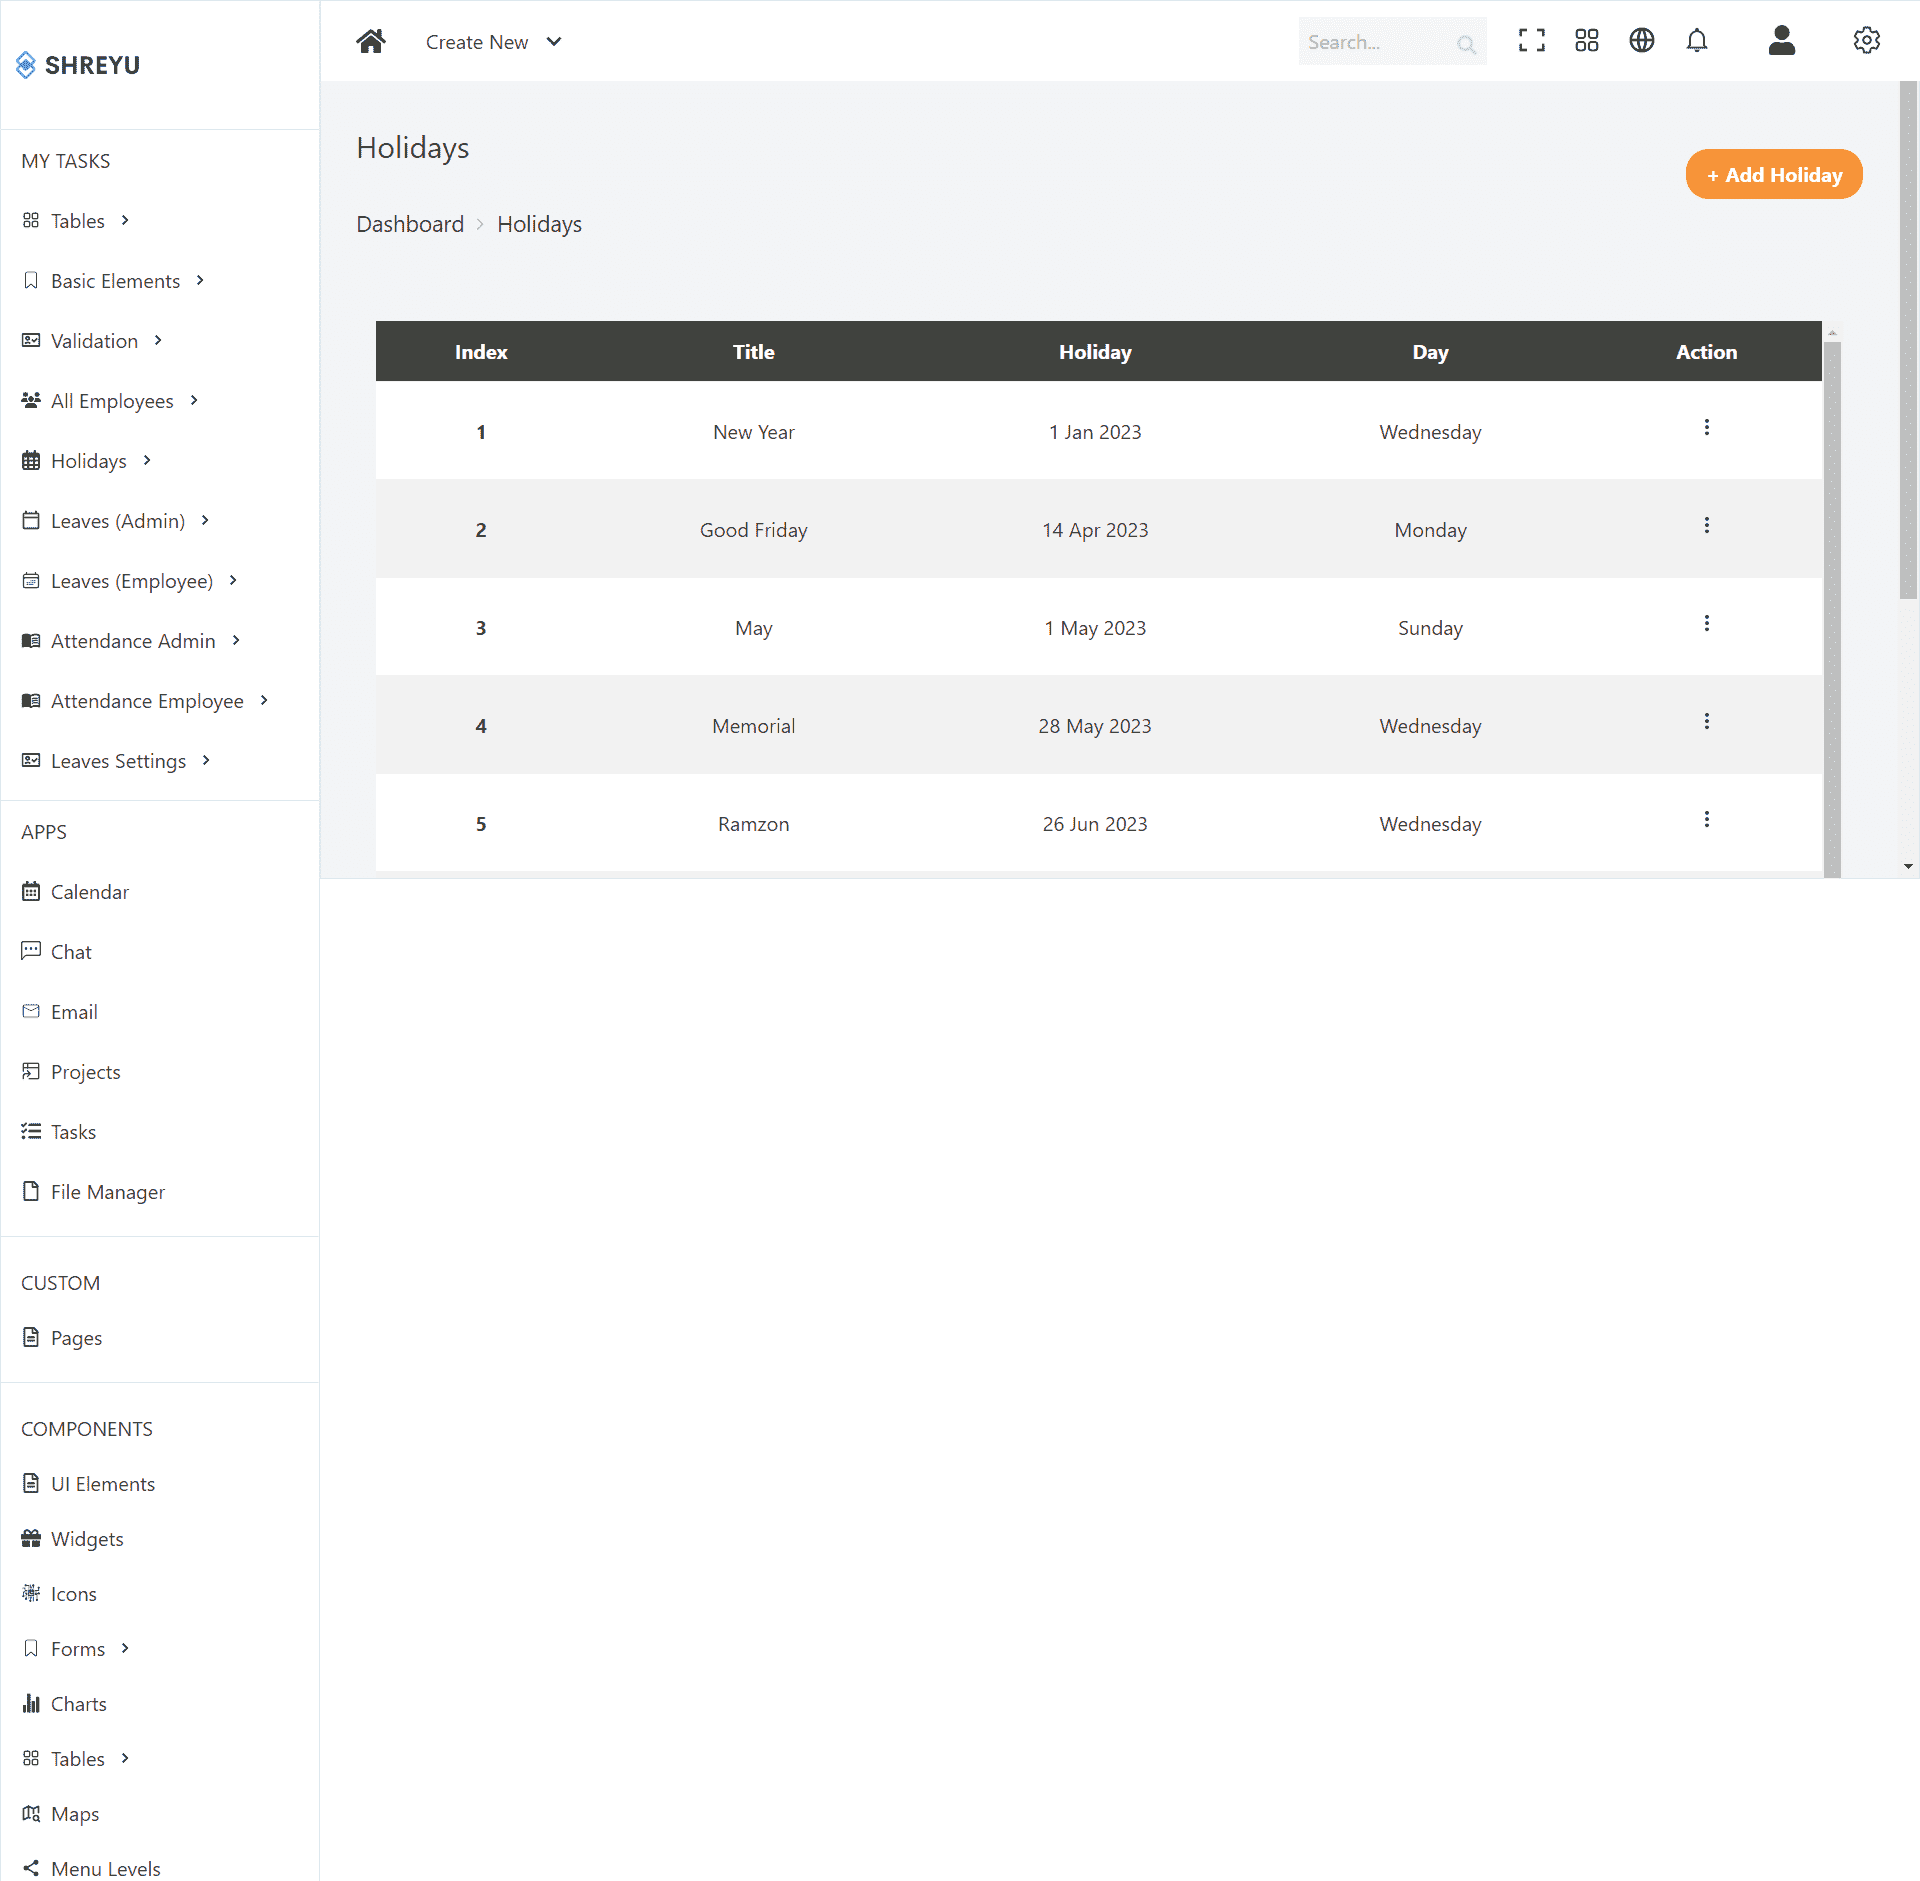 SHREYU
Create New
Search...
MY TASKS
Tables
Basic Elements
Validation
All Employees
Holidays
Leaves (Admin)
Leaves (Employee)
Attendance Admin
Attendance Employee
Leaves Settings
APPS
Calendar
Chat
Email
Projects
Tasks
File Manager
CUSTOM
Pages
COMPONENTS
UI Elements
Widgets
Icons
Forms
Charts
Tables
Maps
Menu Levels
Holidays
+ Add Holiday
Dashboard > Holidays
Index Title Holiday Day Action
1 New Year 1 Jan 2023 Wednesday
2 Good Friday 14 Apr 2023 Monday
3 May 1 May 2023 Sunday
4 Memorial 28 May 2023 Wednesday
5 Ramzon 26 Jun 2023 Wednesday